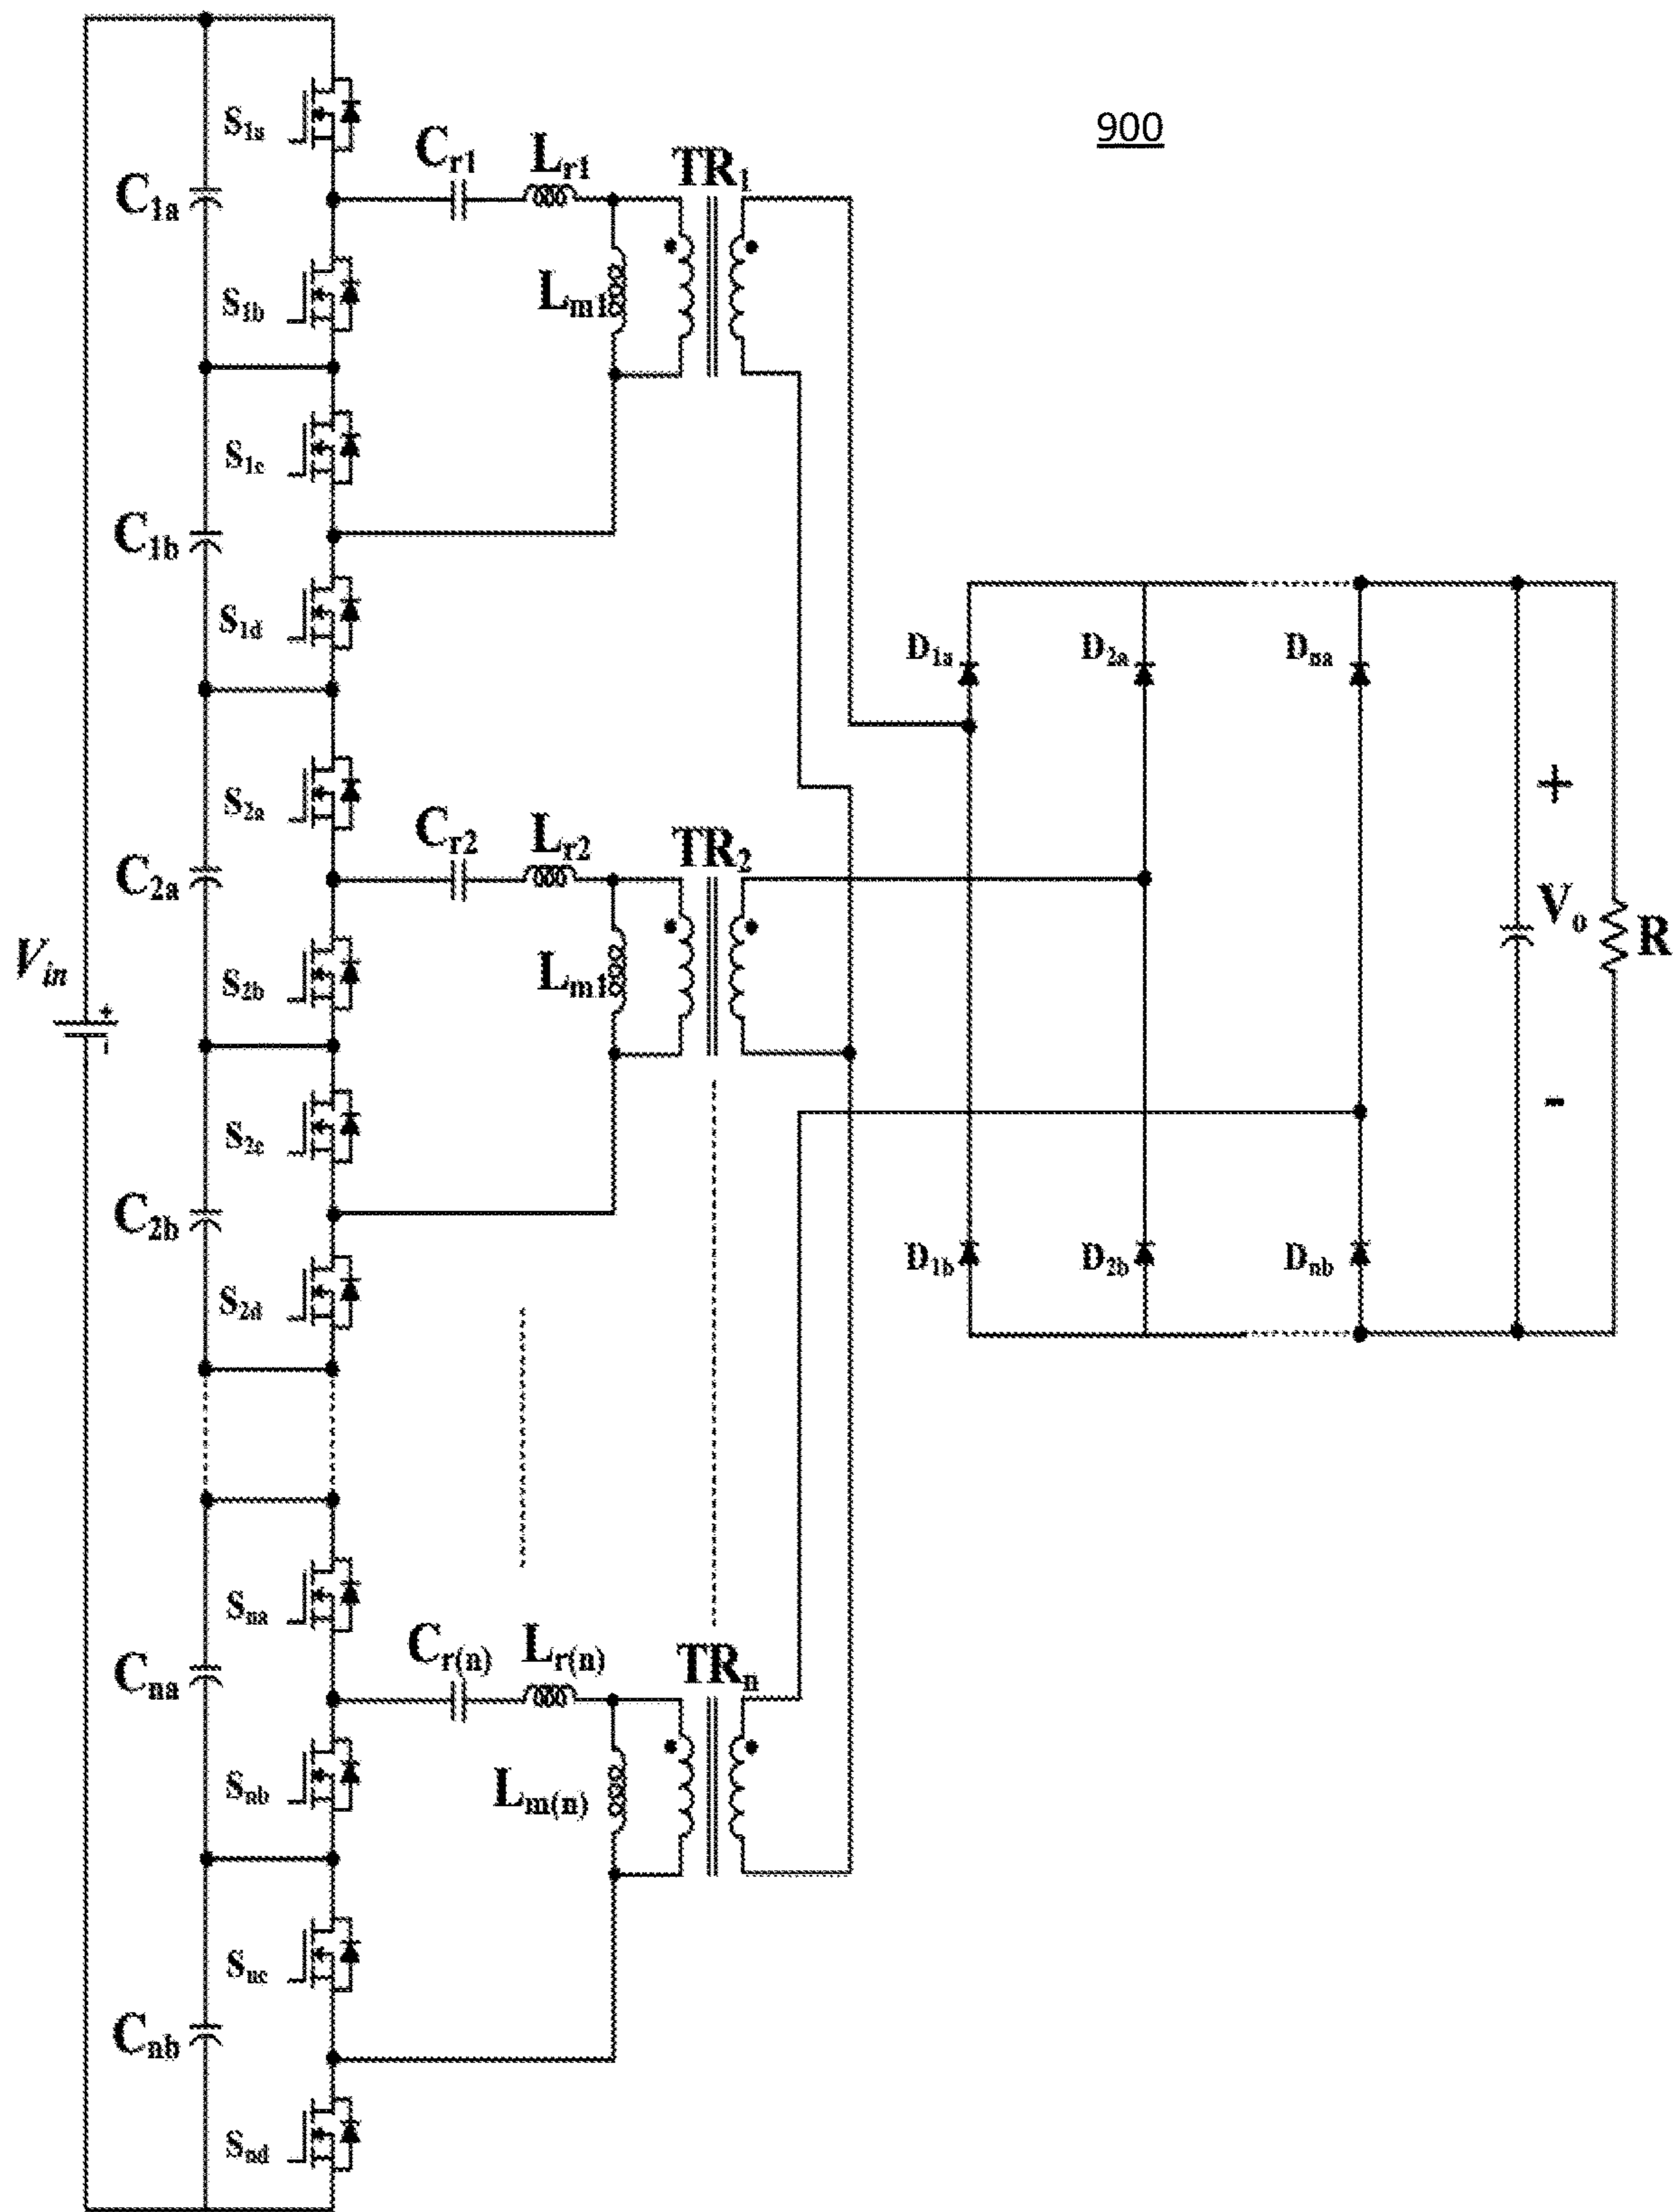 900
S1a
C1a
Cr1
Lr1
TR1
S1b
Lm1
S1c
C1b
S1d
D1a
D2a
Dna
S2a
Cr2
Lr2
TR2
C2a
+
Vo
R
Vin
S2b
Lm1
+
-
-
S2c
C2b
D1b
D2b
Dnb
S2d
Sna
Cr(n)
Lr(n)
TRn
Cna
Snb
Lm(n)
Snc
Cnb
Snd